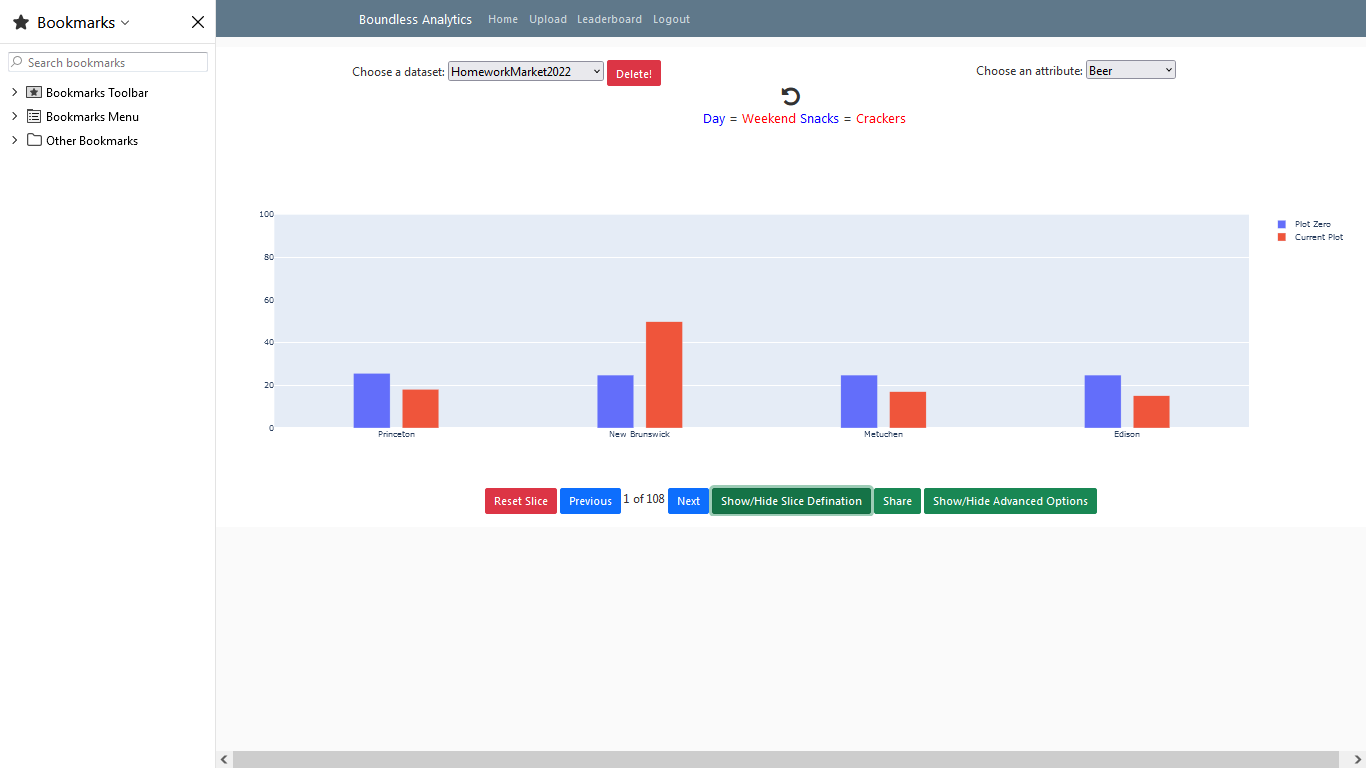 Bookmarks
Search bookmarks
Bookmarks Toolbar
Bookmarks Menu
Other Bookmarks
Boundless Analytics Home Upload Leaderboard Logout
Choose a dataset: HomeworkMarket2022 Delete! Choose an attribute: Beer
Day = Weekend Snacks = Crackers
100
80
60
40
20
0
Princeton New Brunswick Metuchen Edison
Plot Zero
Current Plot
Reset Slice Previous 1 of 108 Next Show/Hide Slice Defination Share Show/Hide Advanced Options